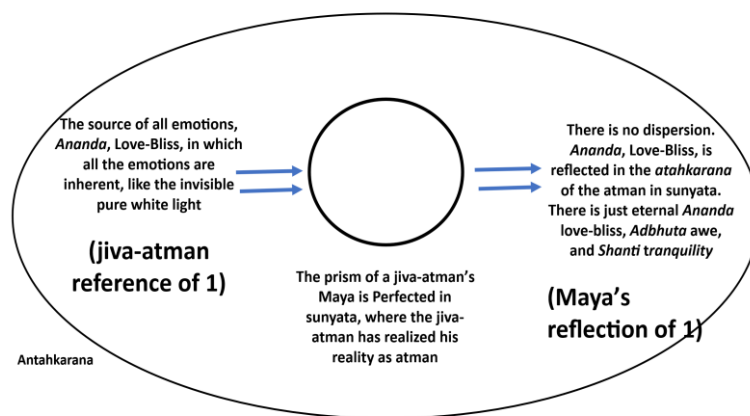 The source of all emotions,
Ananda, Love-Bliss, in which
all the emotions are
inherent, like the invisible
pure white light
(jiva-atman
reference of 1)
The prism of a jiva-atman's
Maya is Perfected in
sunyata, where the jiva-
atman has realized his
reality as atman
There is no dispersion.
Ananda, Love-Bliss, is
reflected in the atahkarana
of the atman in sunyata.
There is just eternal Ananda
love-bliss, Adbhuta awe,
and Shanti tranquility
(Maya's
reflection of 1)
Antahkarana